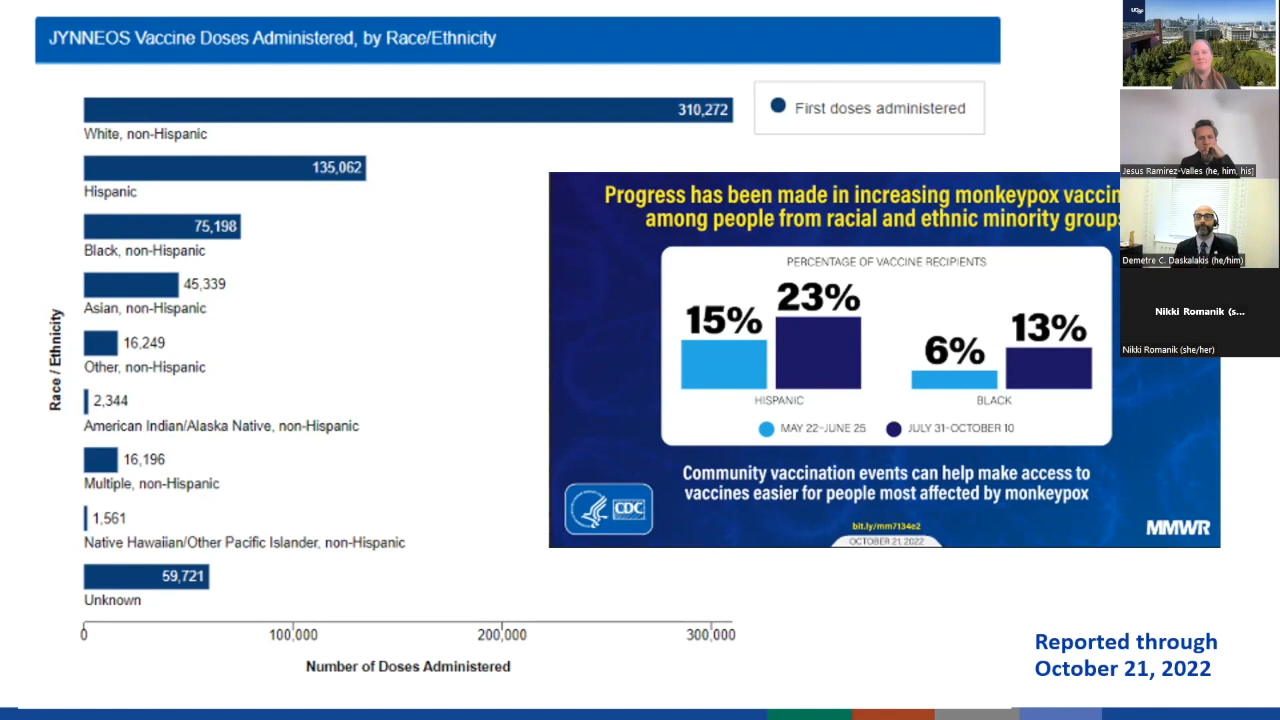 JYNNEOS Vaccine Doses Administered, by Race/Ethnicity
First doses administered
Race / Ethnicity
310,272
White, non-Hispanic
135,062
Hispanic
75,198
Black, non-Hispanic
45,339
Asian, non-Hispanic
16,249
Other, non-Hispanic
2,344
American Indian/Alaska Native, non-Hispanic
16,196
Multiple, non-Hispanic
1,561
Native Hawaiian/Other Pacific Islander, non-Hispanic
59,721
Unknown
0 100,000 200,000 300,000
Number of Doses Administered
Progress has been made in increasing monkeypox
among people from racial and ethnic minority
PERCENTAGE OF VACCINE RECIPIENTS
15% 23% 6% 13%
HISPANIC BLACK
MAY 22-JUNE 25 JULY 31-OCTOBER 10
Community vaccination events can help make access to
vaccines easier for people most affected by monkeypox
CDC
bit.ly/mm7134e2
OCTOBER 21, 2022
MMWR
Reported through
October 21, 2022
UCSF
Jesus Ramirez-Valles (he, him, his)
Demetre C. Daskalakis (he/him)
Nikki Romanik (s...
Nikki Romanik (she/her)